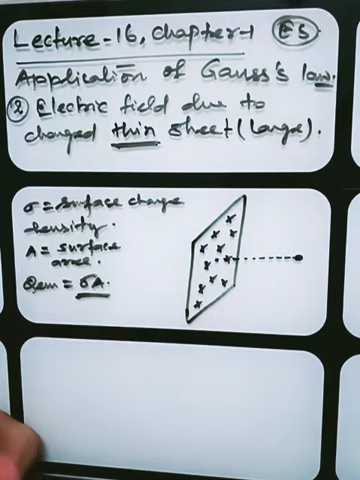 Lecture-16, chapter-1 ES
Application of Gauss's law.
② Electric field due to
charged thin sheet (large).
σ = surface charge
density.
A = surface
area.
Qen = σA.